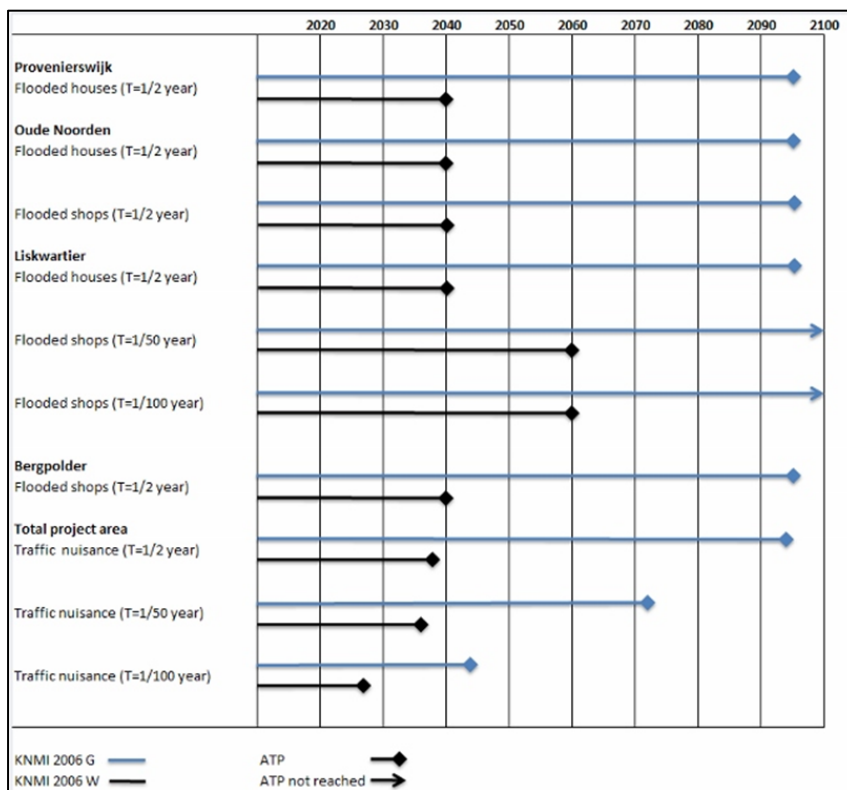 2020 2030 2040 2050 2060 2070 2080 2090 2100
Provenierswijk
Flooded houses (T=1/2 year)
Oude Noorden
Flooded houses (T=1/2 year)
Flooded shops (T=1/2 year)
Liskwartier
Flooded houses (T=1/2 year)
Flooded shops (T=1/50 year)
Flooded shops (T=1/100 year)
Bergpolder
Flooded shops (T=1/2 year)
Total project area
Traffic nuisance (T=1/2 year)
Traffic nuisance (T=1/50 year)
Traffic nuisance (T=1/100 year)
KNMI 2006 G
ATP
KNMI 2006 W
ATP not reached